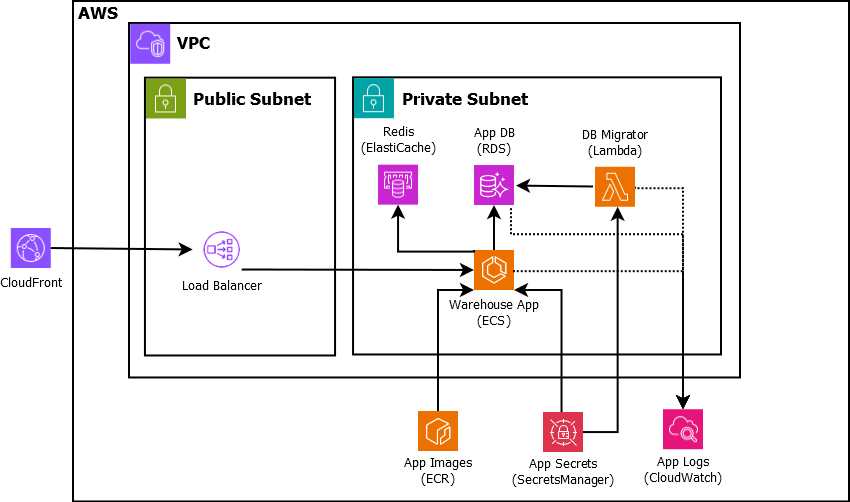 AWS
VPC
Public Subnet
Private Subnet
Redis
(ElastiCache)
App DB
(RDS)
DB Migrator
(Lambda)
CloudFront
Load Balancer
Warehouse App
(ECS)
App Images
(ECR)
App Secrets
(SecretsManager)
App Logs
(CloudWatch)